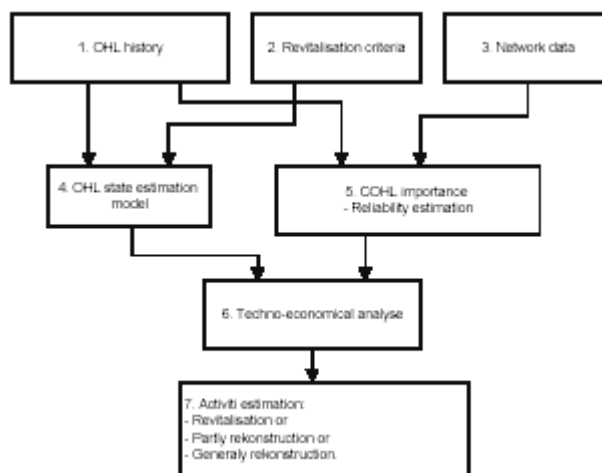 1. OHL history
2. Revitalisation criteria
3. Network data
4. OHL state estimation
model
5. COHL importance
- Reliability estimation
6. Techno-economical analyse
7. Activiti estimation:
- Revitalisation or
- Partly rekonstruction or
- Generaly rekonstruction.